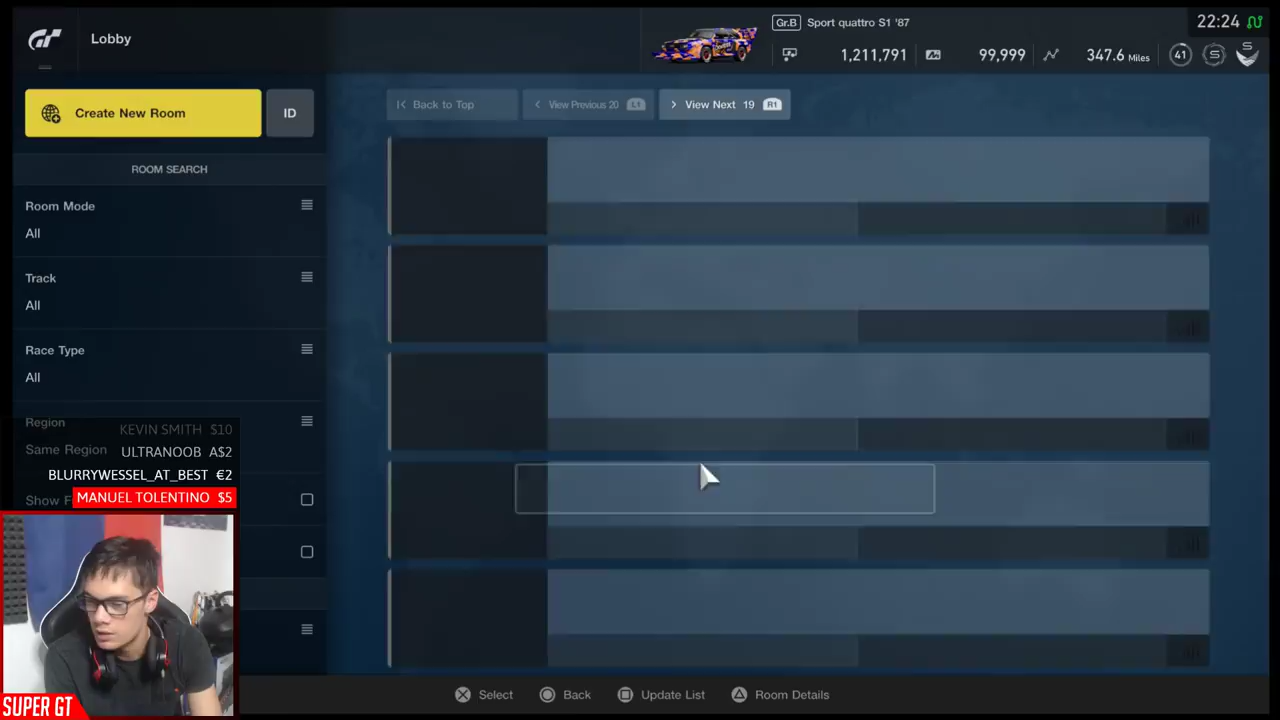 Lobby
Gr.B Sport quattro S1 '87
22:24
1,211,791
99,999
347.6 Miles
41
S
S
Create New Room
ID
Back to Top
View Previous 20 L1
View Next 19 R1
ROOM SEARCH
Room Mode
All
Track
All
Race Type
All
Region
Same Region
Show F
KEVIN SMITH $10
ULTRANOOB A$2
BLURRYWESSEL_AT_BEST €2
MANUEL TOLENTINO $5
SUPER GT
Select
Back
Update List
Room Details